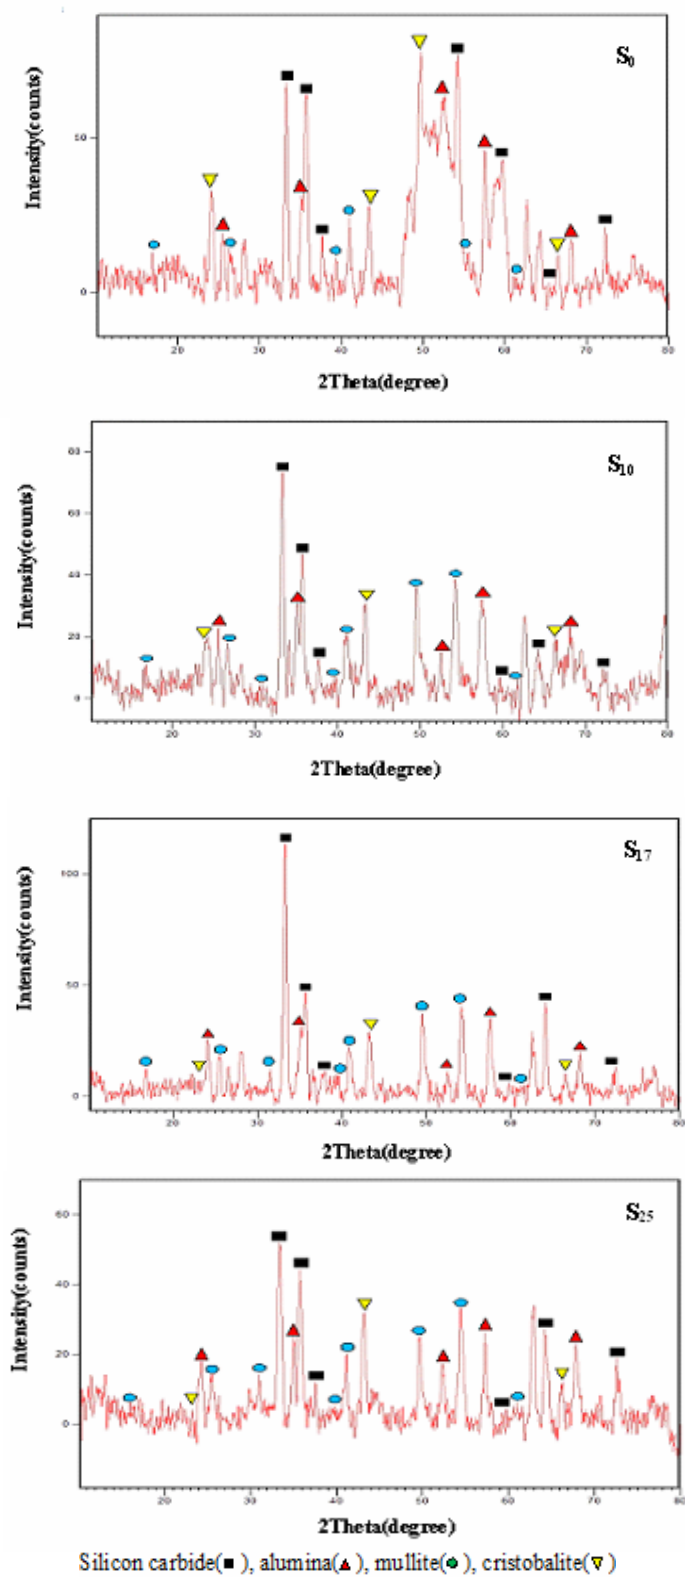 S0
Intensity(counts)
50
0
20 30 40 50 60 70 80
2Theta(degree)
S10
Intensity(counts)
80
60
40
20
0
20 30 40 50 60 70 80
2Theta(degree)
S17
Intensity(counts)
100
50
0
20 30 40 50 60 70 80
2Theta(degree)
S25
Intensity(counts)
60
40
20
0
20 30 40 50 60 70 80
2Theta(degree)
Silicon carbide(■ ), alumina(▲), mullite(●), cristobalite(▼)